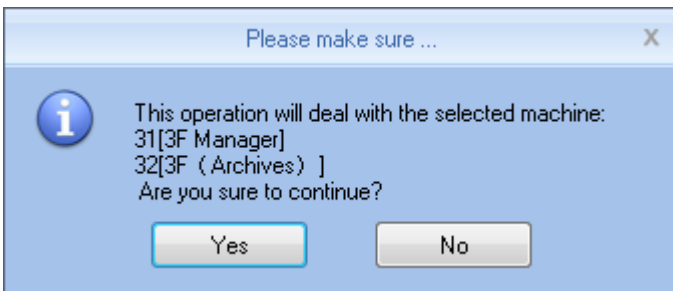 Please make sure ...
X
This operation will deal with the selected machine:
31[3F Manager]
32[3F（Archives）]
Are you sure to continue?
Yes
No